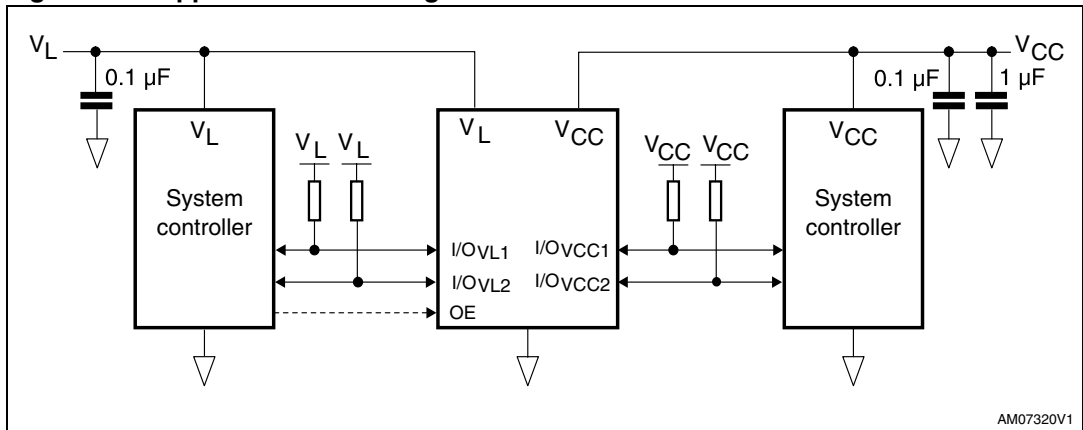 V_L
0.1 µF
0.1 µF
1 µF
V_CC
V_L
V_L
V_L
V_L
V_CC
V_CC
V_CC
V_CC
System
controller
System
controller
I/O_VL1
I/O_VCC1
I/O_VL2
I/O_VCC2
OE
AM07320V1